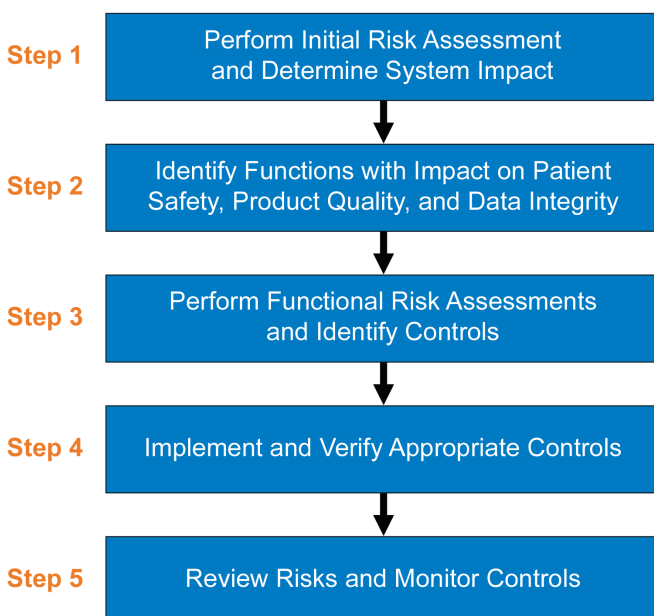 Step 1
Perform Initial Risk Assessment
and Determine System Impact
Step 2
Identify Functions with Impact on Patient
Safety, Product Quality, and Data Integrity
Step 3
Perform Functional Risk Assessments
and Identify Controls
Step 4
Implement and Verify Appropriate Controls
Step 5
Review Risks and Monitor Controls